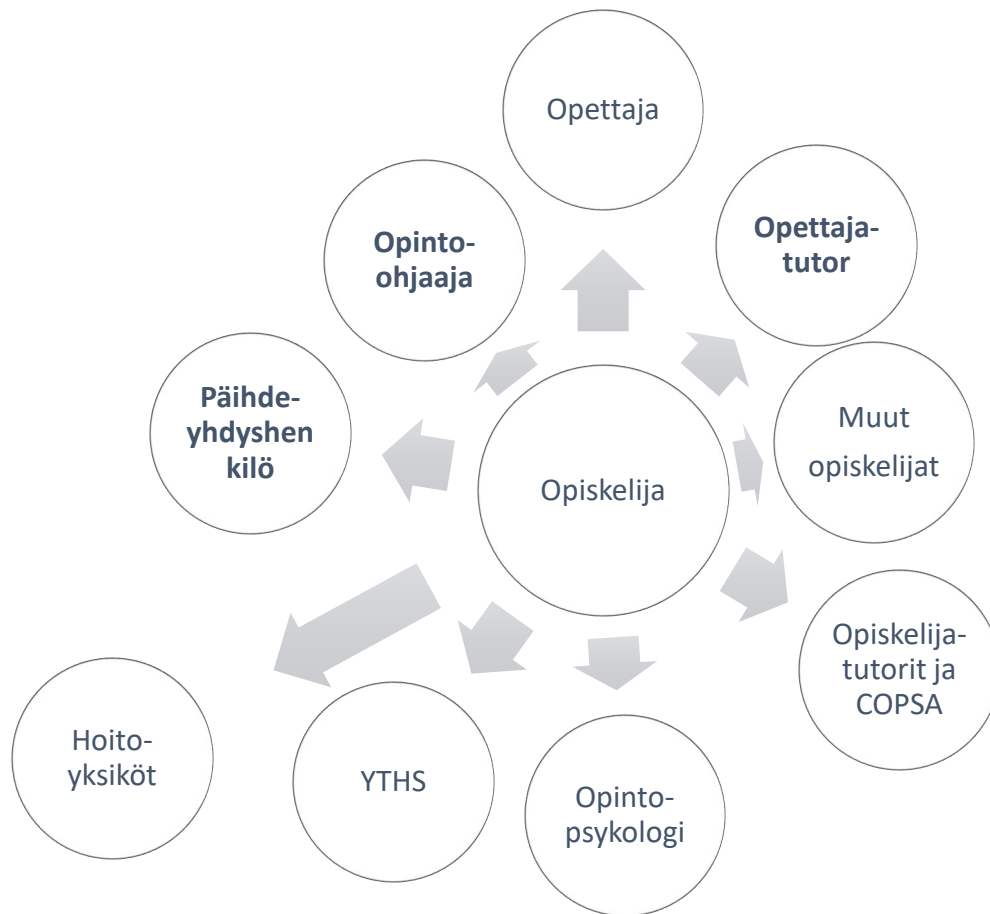 Opettaja
Opettaja-
tutor
Opinto-
ohjaaja
Päihde-
yhdyshen
kilö
Muut
opiskelijat
Opiskelija
Opiskelija-
tutorit ja
COPSA
Hoito-
yksiköt
YTHS
Opinto-
psykologi